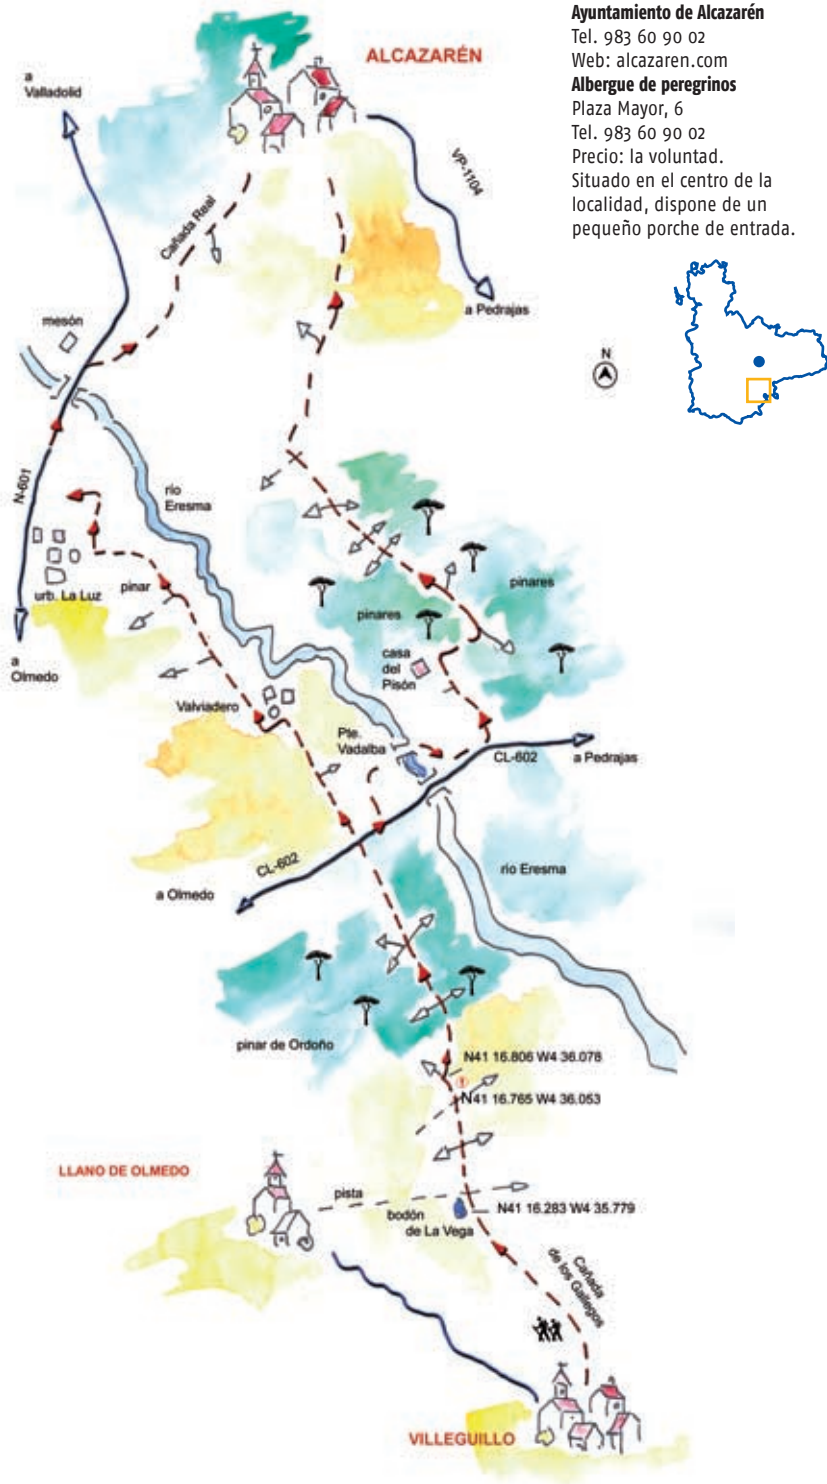 Ayuntamiento de Alcazarén
Tel. 983 60 90 02
Web: alcazaren.com
Albergue de peregrinos
Plaza Mayor, 6
Tel. 983 60 90 02
Precio: la voluntad.
Situado en el centro de la
localidad, dispone de un
pequeño porche de entrada.
ALCAZARÉN
a
Valladolid
VP-1104
Cañada Real
a Pedrajas
mesón
N
N-601
río
Eresma
pinar
urb. La Luz
pinares
pinares
a
Olmedo
casa
del
Pisón
Valviadero
Pte.
Vadalba
CL-602
a Pedrajas
CL-602
a Olmedo
río Eresma
pinar de Ordoño
N41 16.806 W4 36.078
!
N41 16.765 W4 36.053
LLANO DE OLMEDO
pista
bodón
de La Vega
N41 16.283 W4 35.779
Cañada
de los Gallegos
VILLEGUILLO